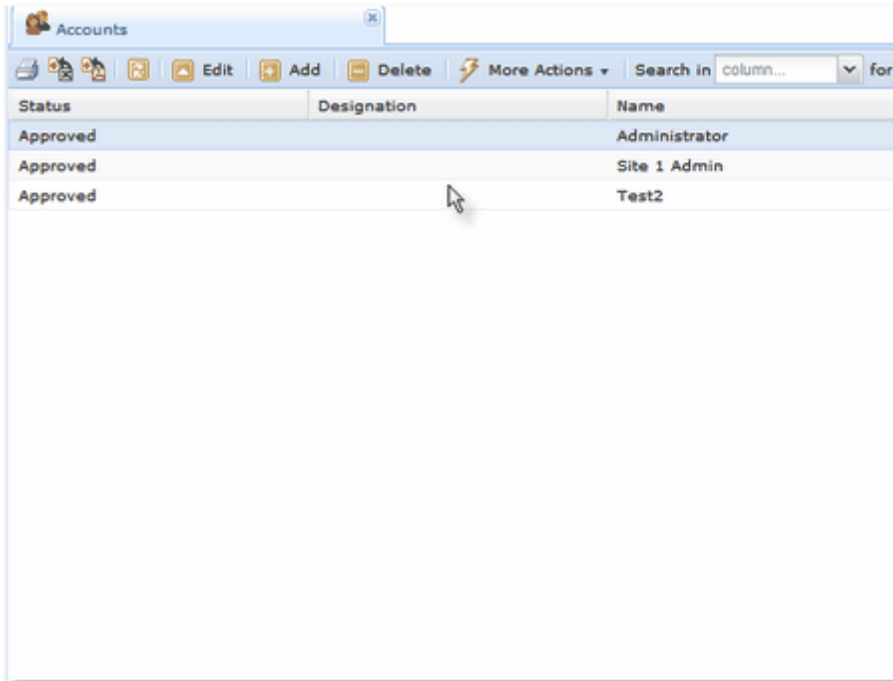 Accounts
Edit Add Delete More Actions Search in column... for
Status Designation Name
Approved Administrator
Approved Site 1 Admin
Approved Test2